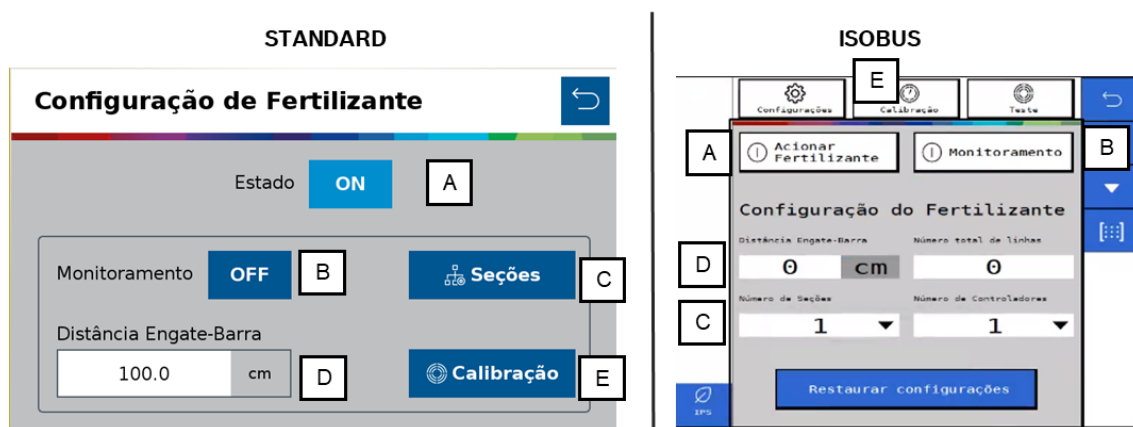 STANDARD
Configuração de Fertilizante
Estado ON A
Monitoramento OFF B
Seções C
Distância Engate-Barra
100.0 cm D
Calibração E
ISOBUS
E
Configurações Calibração Teste
A Acionar Fertilizante
Monitoramento B
Configuração do Fertilizante
Distância Engate-Barra Número total de linhas
D 0 cm 0
Número de Seções Número de Controladores
C 1 1
Restaurar configurações
IPS